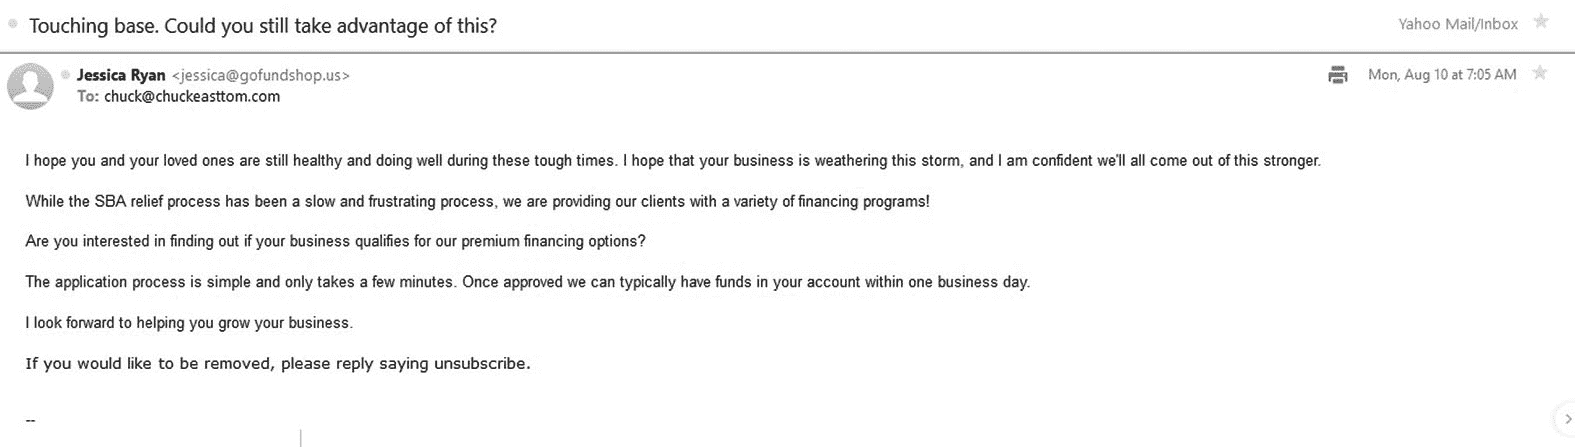 Touching base. Could you still take advantage of this?
Yahoo Mail/Inbox
Jessica Ryan <jessica@gofundshop.us>
Mon, Aug 10 at 7:05 AM
To: chuck@chuckeasttom.com
I hope you and your loved ones are still healthy and doing well during these tough times. I hope that your business is weathering this storm, and I am confident we'll all come out of this stronger.
While the SBA relief process has been a slow and frustrating process, we are providing our clients with a variety of financing programs!
Are you interested in finding out if your business qualifies for our premium financing options?
The application process is simple and only takes a few minutes. Once approved we can typically have funds in your account within one business day.
I look forward to helping you grow your business.
If you would like to be removed, please reply saying unsubscribe.
--